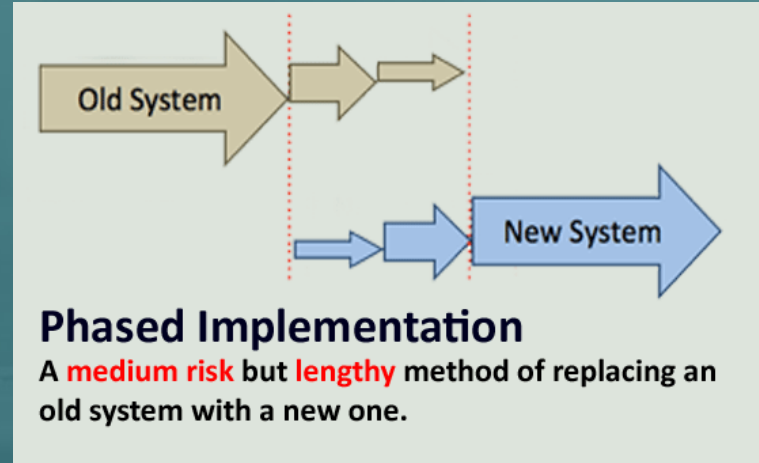 Old System
New System
Phased Implementation
A medium risk but lengthy method of replacing an
old system with a new one.